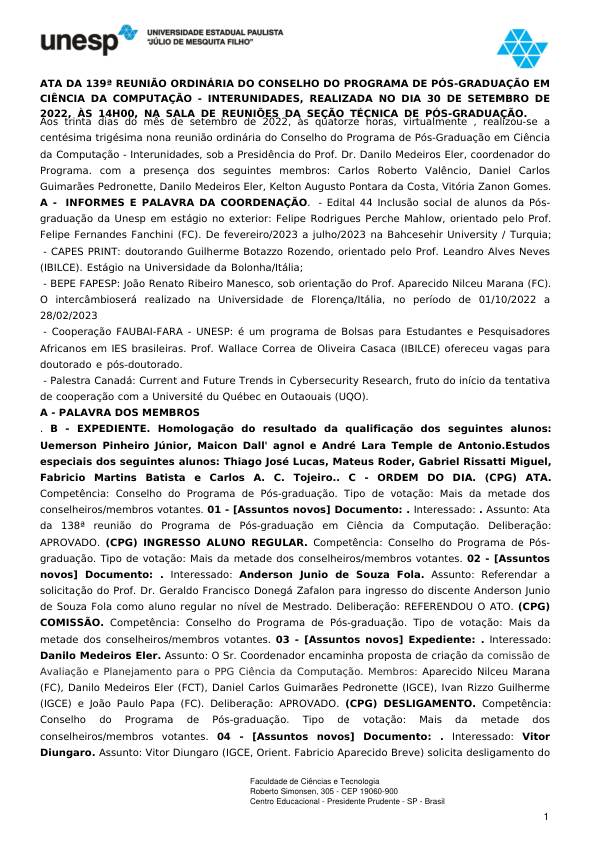 unesp
UNIVERSIDADE ESTADUAL PAULISTA
"JÚLIO DE MESQUITA FILHO"
ATA DA 139ª REUNIÃO ORDINÁRIA DO CONSELHO DO PROGRAMA DE PÓS-GRADUAÇÃO EM
CIÊNCIA DA COMPUTAÇÃO - INTERUNIDADES, REALIZADA NO DIA 30 DE SETEMBRO DE
2022, ÀS 14H00, NA SALA DE REUNIÕES DA SEÇÃO TÉCNICA DE PÓS-GRADUAÇÃO.
Aos trinta dias do mês de setembro de 2022, às quatorze horas, virtualmente , realizou-se a
centésima trigésima nona reunião ordinária do Conselho do Programa de Pós-Graduação em Ciência
da Computação - Interunidades, sob a Presidência do Prof. Dr. Danilo Medeiros Eler, coordenador do
Programa. com a presença dos seguintes membros: Carlos Roberto Valêncio, Daniel Carlos
Guimarães Pedronette, Danilo Medeiros Eler, Kelton Augusto Pontara da Costa, Vitória Zanon Gomes.
A - INFORMES E PALAVRA DA COORDENAÇÃO. - Edital 44 Inclusão social de alunos da Pós-
graduação da Unesp em estágio no exterior: Felipe Rodrigues Perche Mahlow, orientado pelo Prof.
Felipe Fernandes Fanchini (FC). De fevereiro/2023 a julho/2023 na Bahcesehir University / Turquia;
- CAPES PRINT: doutorando Guilherme Botazzo Rozendo, orientado pelo Prof. Leandro Alves Neves
(IBILCE). Estágio na Universidade da Bolonha/Itália;
- BEPE FAPESP: João Renato Ribeiro Manesco, sob orientação do Prof. Aparecido Nilceu Marana (FC).
O intercâmbioserá realizado na Universidade de Florença/Itália, no período de 01/10/2022 a
28/02/2023
- Cooperação FAUBAI-FARA - UNESP: é um programa de Bolsas para Estudantes e Pesquisadores
Africanos em IES brasileiras. Prof. Wallace Correa de Oliveira Casaca (IBILCE) ofereceu vagas para
doutorado e pós-doutorado.
- Palestra Canadá: Current and Future Trends in Cybersecurity Research, fruto do início da tentativa
de cooperação com a Université du Québec en Outaouais (UQO).
A - PALAVRA DOS MEMBROS
. B - EXPEDIENTE. Homologação do resultado da qualificação dos seguintes alunos:
Uemerson Pinheiro Júnior, Maicon Dall' agnol e André Lara Temple de Antonio.Estudos
especiais dos seguintes alunos: Thiago José Lucas, Mateus Roder, Gabriel Rissatti Miguel,
Fabricio Martins Batista e Carlos A. C. Tojeiro.. C - ORDEM DO DIA. (CPG) ATA.
Competência: Conselho do Programa de Pós-graduação. Tipo de votação: Mais da metade dos
conselheiros/membros votantes. 01 - [Assuntos novos] Documento: . Interessado: . Assunto: Ata
da 138ª reunião do Programa de Pós-graduação em Ciência da Computação. Deliberação:
APROVADO. (CPG) INGRESSO ALUNO REGULAR. Competência: Conselho do Programa de Pós-
graduação. Tipo de votação: Mais da metade dos conselheiros/membros votantes. 02 - [Assuntos
novos] Documento: . Interessado: Anderson Junio de Souza Fola. Assunto: Referendar a
solicitação do Prof. Dr. Geraldo Francisco Donegá Zafalon para ingresso do discente Anderson Junio
de Souza Fola como aluno regular no nível de Mestrado. Deliberação: REFERENDOU O ATO. (CPG)
COMISSÃO. Competência: Conselho do Programa de Pós-graduação. Tipo de votação: Mais da
metade dos conselheiros/membros votantes. 03 - [Assuntos novos] Expediente: . Interessado:
Danilo Medeiros Eler. Assunto: O Sr. Coordenador encaminha proposta de criação da comissão de
Avaliação e Planejamento para o PPG Ciência da Computação. Membros: Aparecido Nilceu Marana
(FC), Danilo Medeiros Eler (FCT), Daniel Carlos Guimarães Pedronette (IGCE), Ivan Rizzo Guilherme
(IGCE) e João Paulo Papa (FC). Deliberação: APROVADO. (CPG) DESLIGAMENTO. Competência:
Conselho do Programa de Pós-graduação. Tipo de votação: Mais da metade dos
conselheiros/membros votantes. 04 - [Assuntos novos] Documento: . Interessado: Vitor
Diungaro. Assunto: Vitor Diungaro (IGCE, Orient. Fabricio Aparecido Breve) solicita desligamento do
Faculdade de Ciências e Tecnologia
Roberto Simonsen, 305 - CEP 19060-900
Centro Educacional - Presidente Prudente - SP - Brasil
1